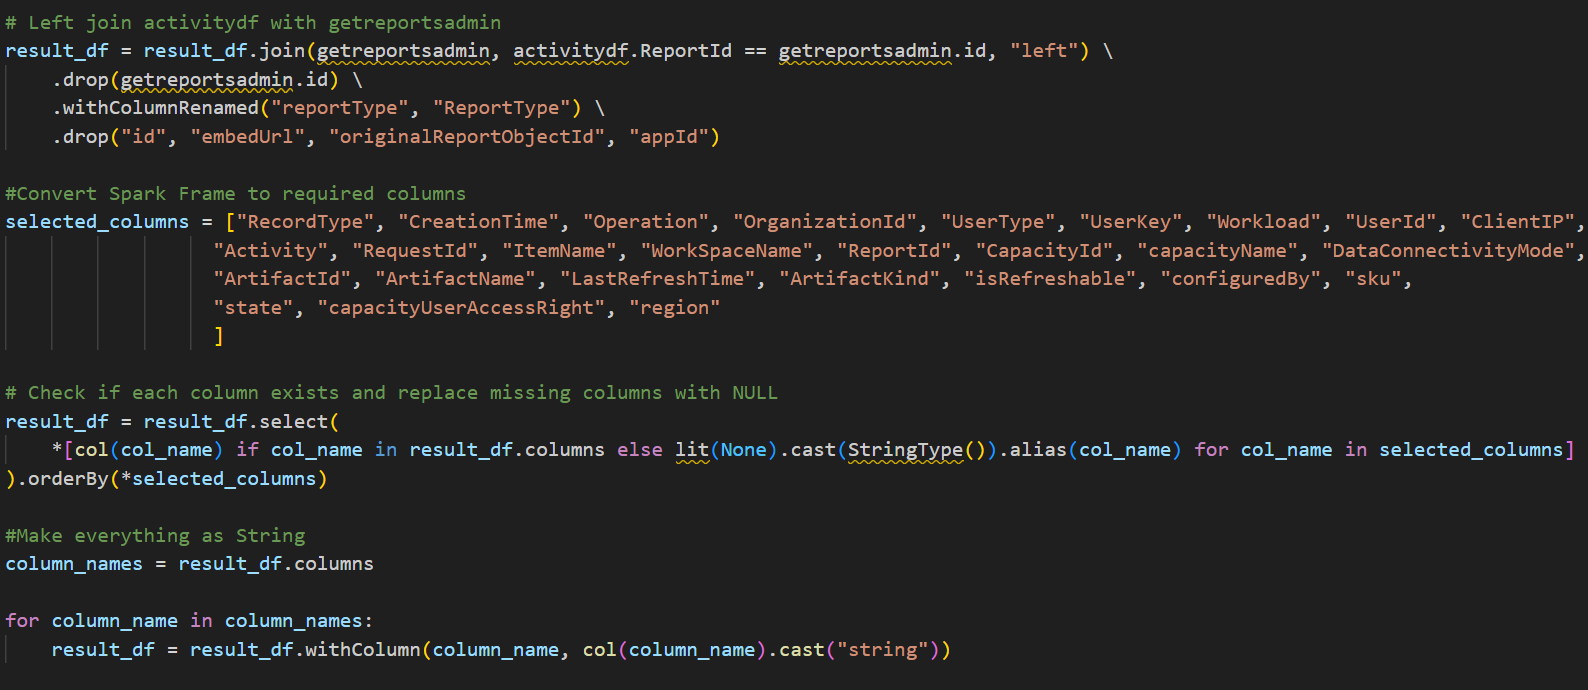 # Left join activitydf with getreportsadmin
result_df = result_df.join(getreportsadmin, activitydf.ReportId == getreportsadmin.id, "left") \
    .drop(getreportsadmin.id) \
    .withColumnRenamed("reportType", "ReportType") \
    .drop("id", "embedUrl", "originalReportObjectId", "appId")

#Convert Spark Frame to required columns
selected_columns = ["RecordType", "CreationTime", "Operation", "OrganizationId", "UserType", "UserKey", "Workload", "UserId", "ClientIP",
                  "Activity", "RequestId", "ItemName", "WorkSpaceName", "ReportId", "CapacityId", "capacityName", "DataConnectivityMode",
                  "ArtifactId", "ArtifactName", "LastRefreshTime", "ArtifactKind", "isRefreshable", "configuredBy", "sku",
                  "state", "capacityUserAccessRight", "region"
                  ]

# Check if each column exists and replace missing columns with NULL
result_df = result_df.select(
    *[col(col_name) if col_name in result_df.columns else lit(None).cast(StringType()).alias(col_name) for col_name in selected_columns]
).orderBy(*selected_columns)

#Make everything as String
column_names = result_df.columns

for column_name in column_names:
    result_df = result_df.withColumn(column_name, col(column_name).cast("string"))